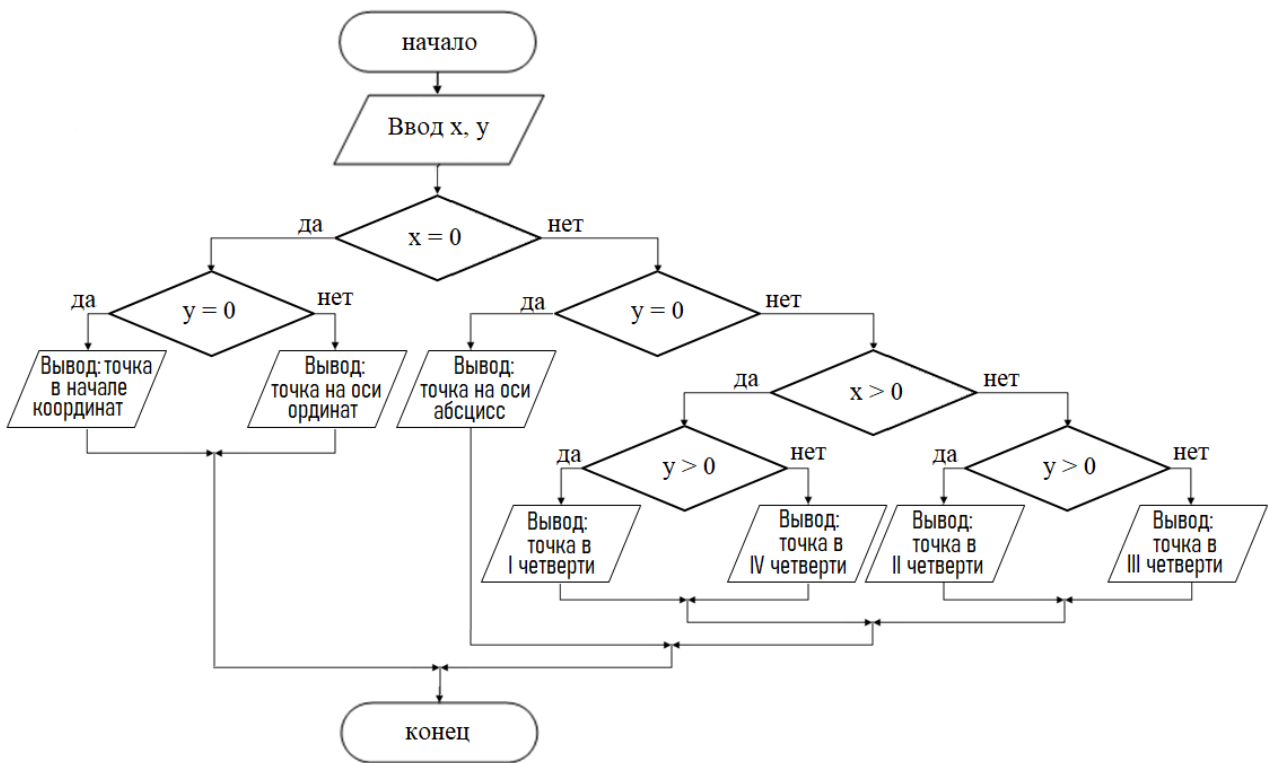 начало
Ввод x, y
да
x = 0
нет
да
y = 0
нет
да
y = 0
нет
Вывод: точка
в начале
координат
Вывод:
точка на оси
ординат
Вывод:
точка на оси
абсцисс
да
x > 0
нет
да
y > 0
нет
да
y > 0
нет
Вывод:
точка в
I четверти
Вывод:
точка в
IV четверти
Вывод:
точка в
II четверти
Вывод:
точка в
III четверти
конец